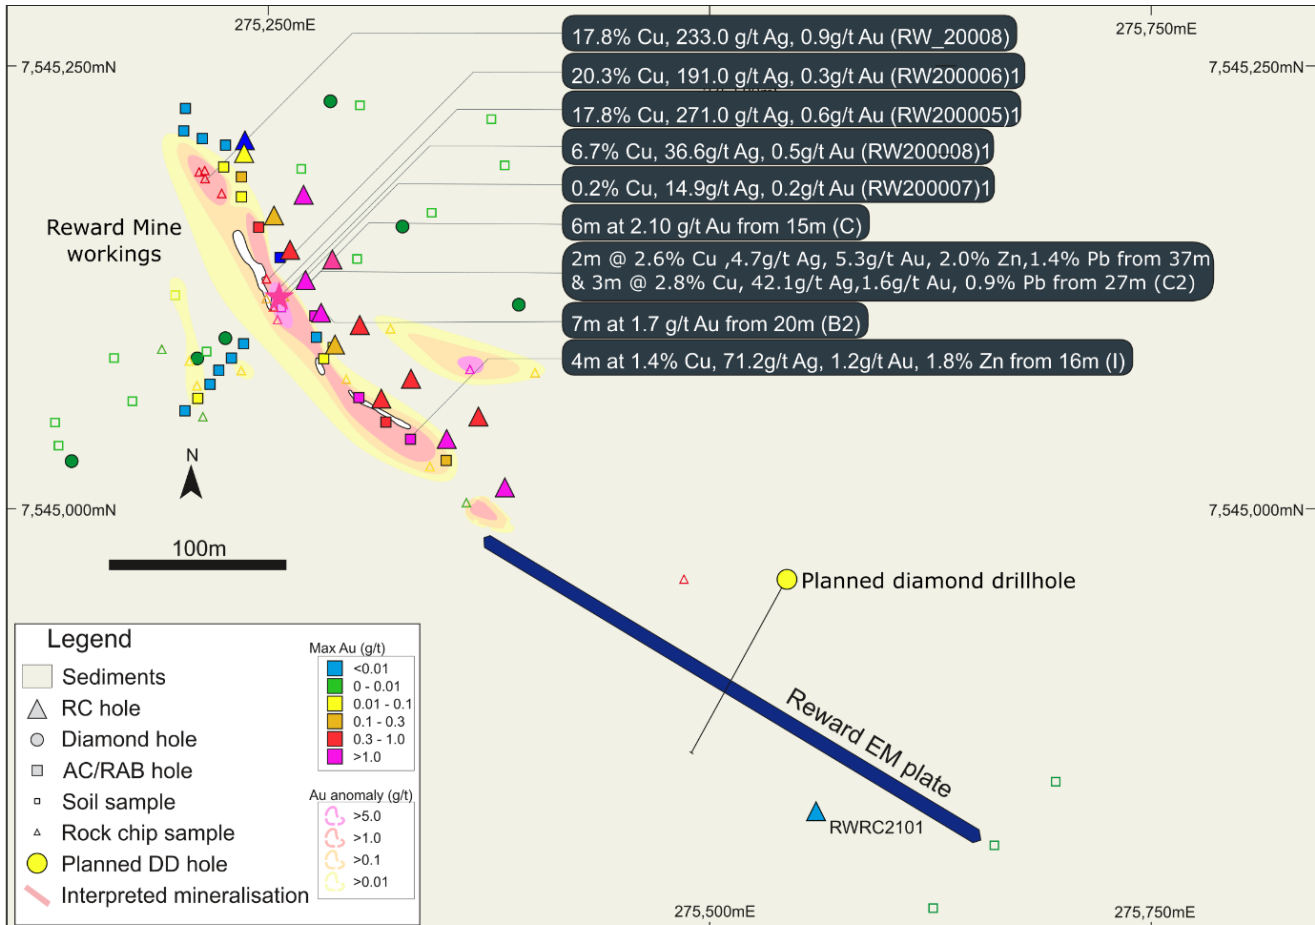 275,250mE
275,750mE
7,545,250mN
7,545,250mN
17.8% Cu, 233.0 g/t Ag, 0.9g/t Au (RW_20008)
20.3% Cu, 191.0 g/t Ag, 0.3g/t Au (RW200006)1
17.8% Cu, 271.0 g/t Ag, 0.6g/t Au (RW200005)1
6.7% Cu, 36.6g/t Ag, 0.5g/t Au (RW200008)1
0.2% Cu, 14.9g/t Ag, 0.2g/t Au (RW200007)1
6m at 2.10 g/t Au from 15m (C)
2m @ 2.6% Cu ,4.7g/t Ag, 5.3g/t Au, 2.0% Zn,1.4% Pb from 37m
& 3m @ 2.8% Cu, 42.1g/t Ag,1.6g/t Au, 0.9% Pb from 27m (C2)
7m at 1.7 g/t Au from 20m (B2)
4m at 1.4% Cu, 71.2g/t Ag, 1.2g/t Au, 1.8% Zn from 16m (I)
Reward Mine
workings
N
7,545,000mN
7,545,000mN
100m
Planned diamond drillhole
Reward EM plate
RWRC2101
Legend
Sediments
RC hole
Diamond hole
AC/RAB hole
Soil sample
Rock chip sample
Planned DD hole
Interpreted mineralisation
Max Au (g/t)
<0.01
0 - 0.01
0.01 - 0.1
0.1 - 0.3
0.3 - 1.0
>1.0
Au anomaly (g/t)
>5.0
>1.0
>0.1
>0.01
275,500mE
275,750mE